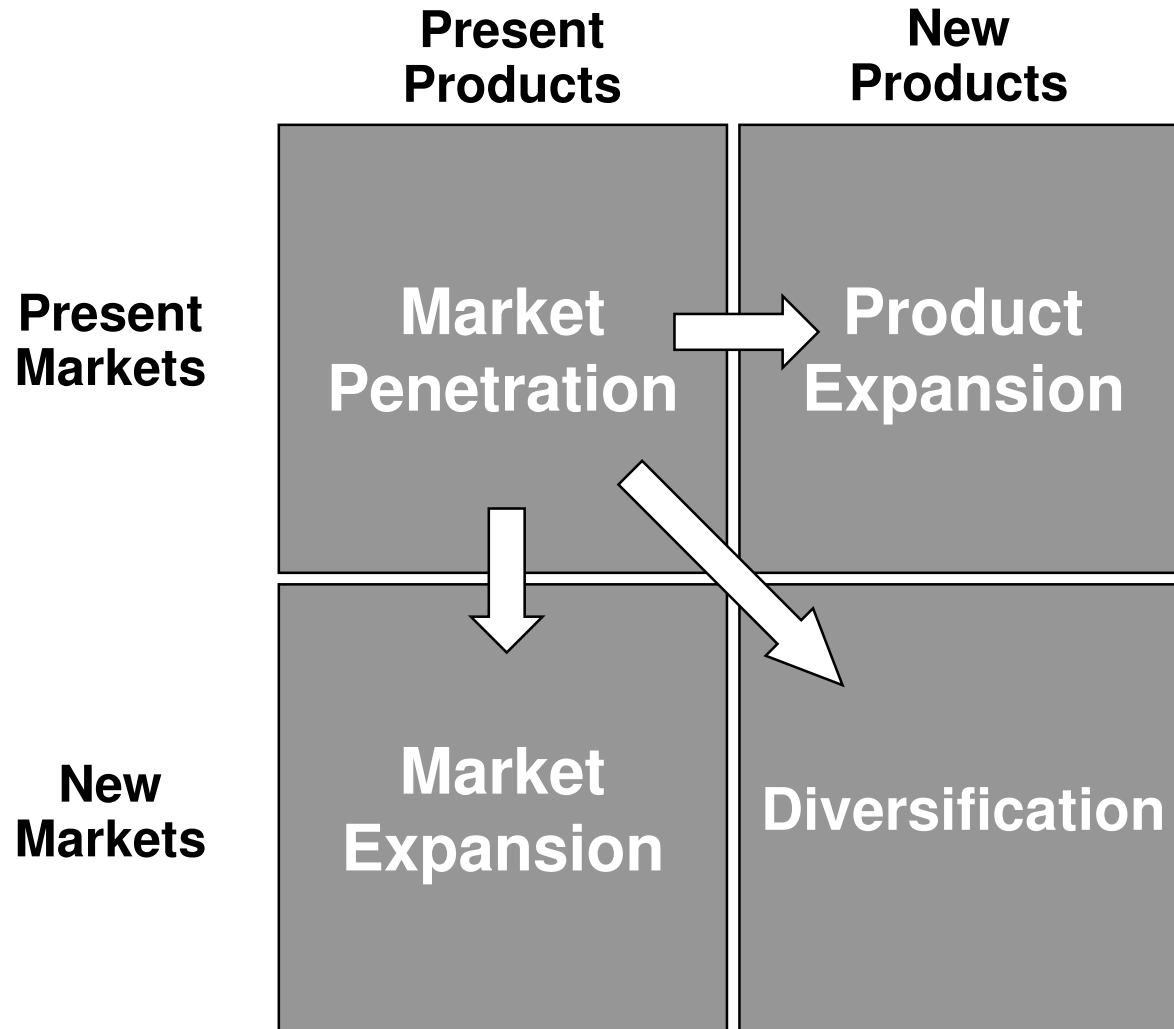 Present
Products
New
Products
Present
Markets
Market
Penetration
Product
Expansion
New
Markets
Market
Expansion
Diversification